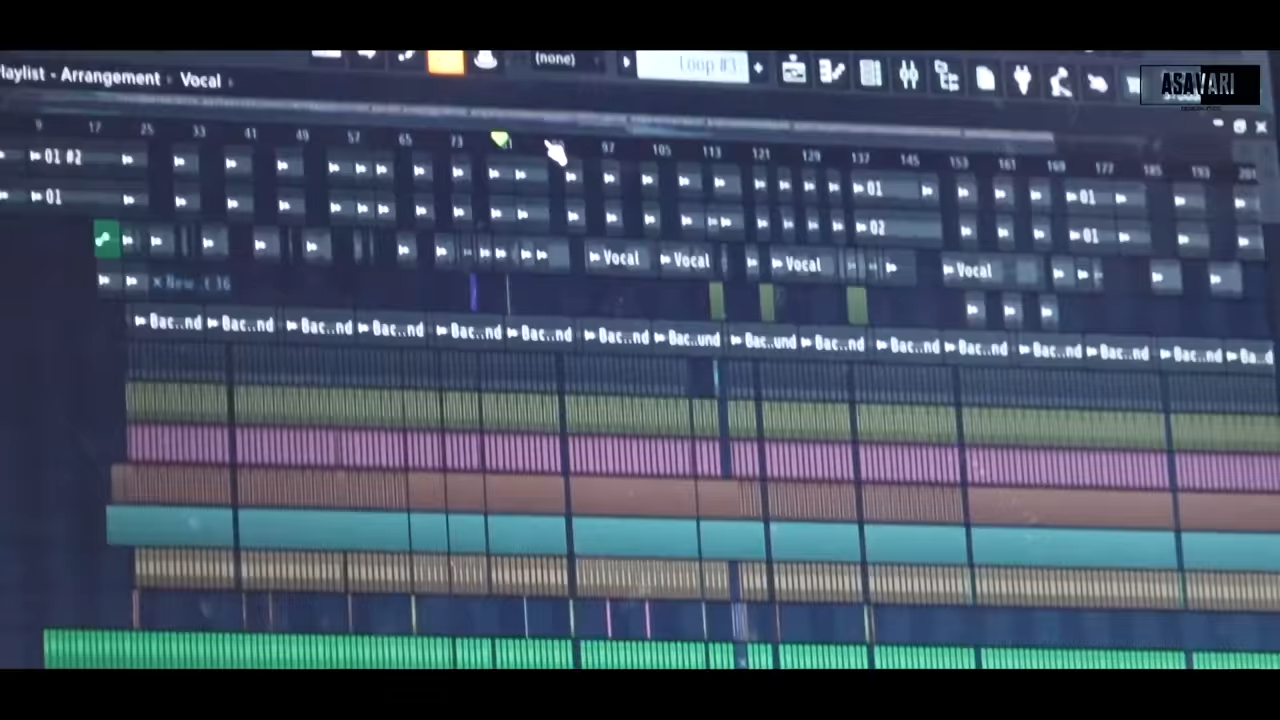 (none) Loop #3
laylist - Arrangement › Vocal ›
ASAVARI
9 17 25 33 41 49 57 65 73 97 105 113 121 129 137 145 153 161 169 177 185 193 201
01 #2 01 01
01 02 01
Vocal Vocal Vocal Vocal
Bac..nd Bac..nd Bac..nd Bac..nd Bac..nd Bac..nd Bac..nd Bac..und Bac..und Bac..nd Bac..nd Bac..nd Bac..nd Bac..nd Bac..nd Ba..d